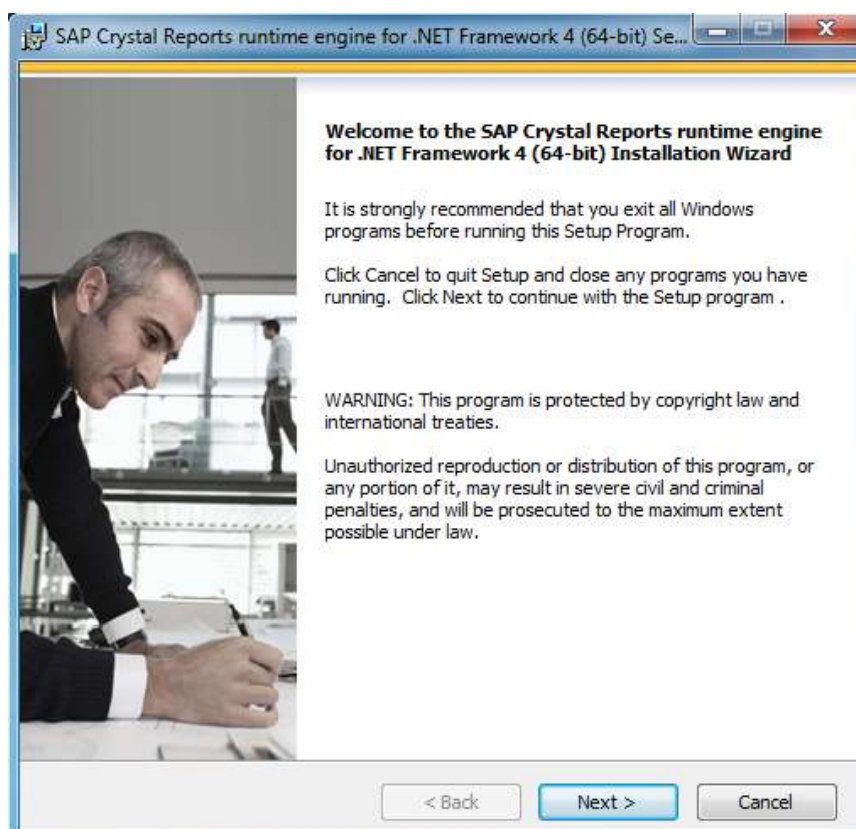 SAP Crystal Reports runtime engine for .NET Framework 4 (64-bit) Se...
Welcome to the SAP Crystal Reports runtime engine
for .NET Framework 4 (64-bit) Installation Wizard
It is strongly recommended that you exit all Windows
programs before running this Setup Program.
Click Cancel to quit Setup and close any programs you have
running.  Click Next to continue with the Setup program .
WARNING: This program is protected by copyright law and
international treaties.
Unauthorized reproduction or distribution of this program, or
any portion of it, may result in severe civil and criminal
penalties, and will be prosecuted to the maximum extent
possible under law.
< Back    Next >    Cancel